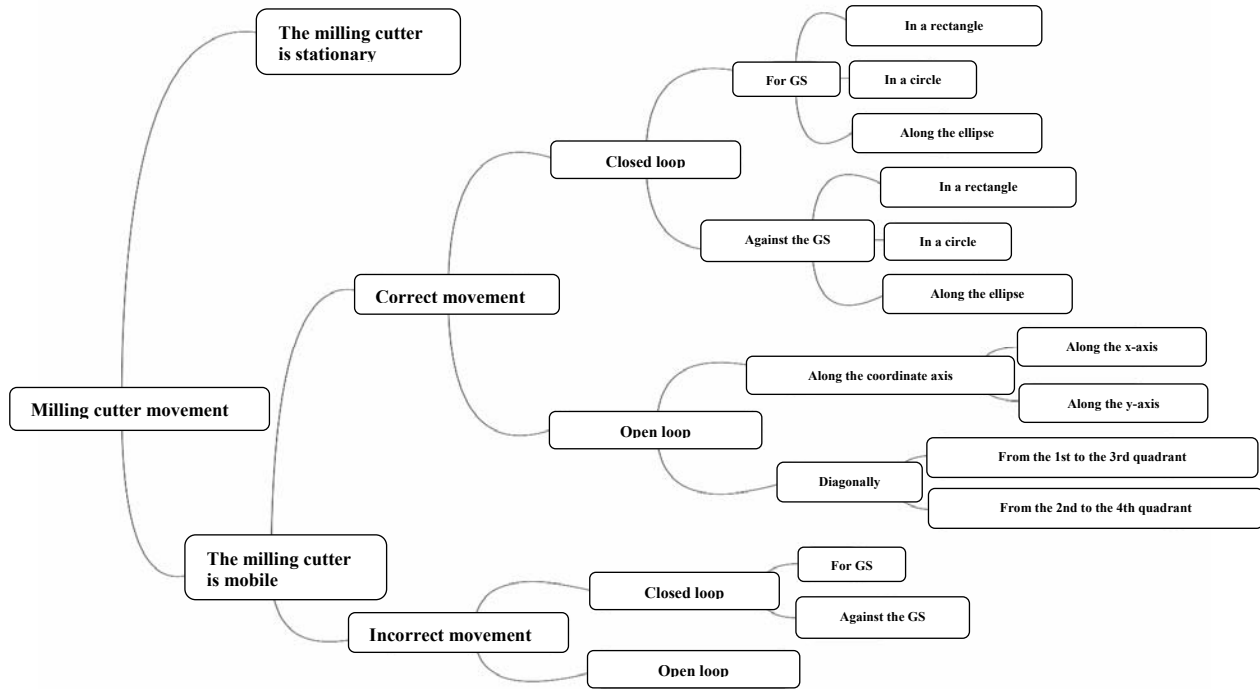 The milling cutter
is stationary
In a rectangle
For GS
In a circle
Along the ellipse
Closed loop
In a rectangle
Against the GS
In a circle
Along the ellipse
Correct movement
Along the x-axis
Along the coordinate axis
Along the y-axis
Milling cutter movement
Open loop
From the 1st to the 3rd quadrant
Diagonally
From the 2nd to the 4th quadrant
The milling cutter
is mobile
For GS
Closed loop
Against the GS
Incorrect movement
Open loop